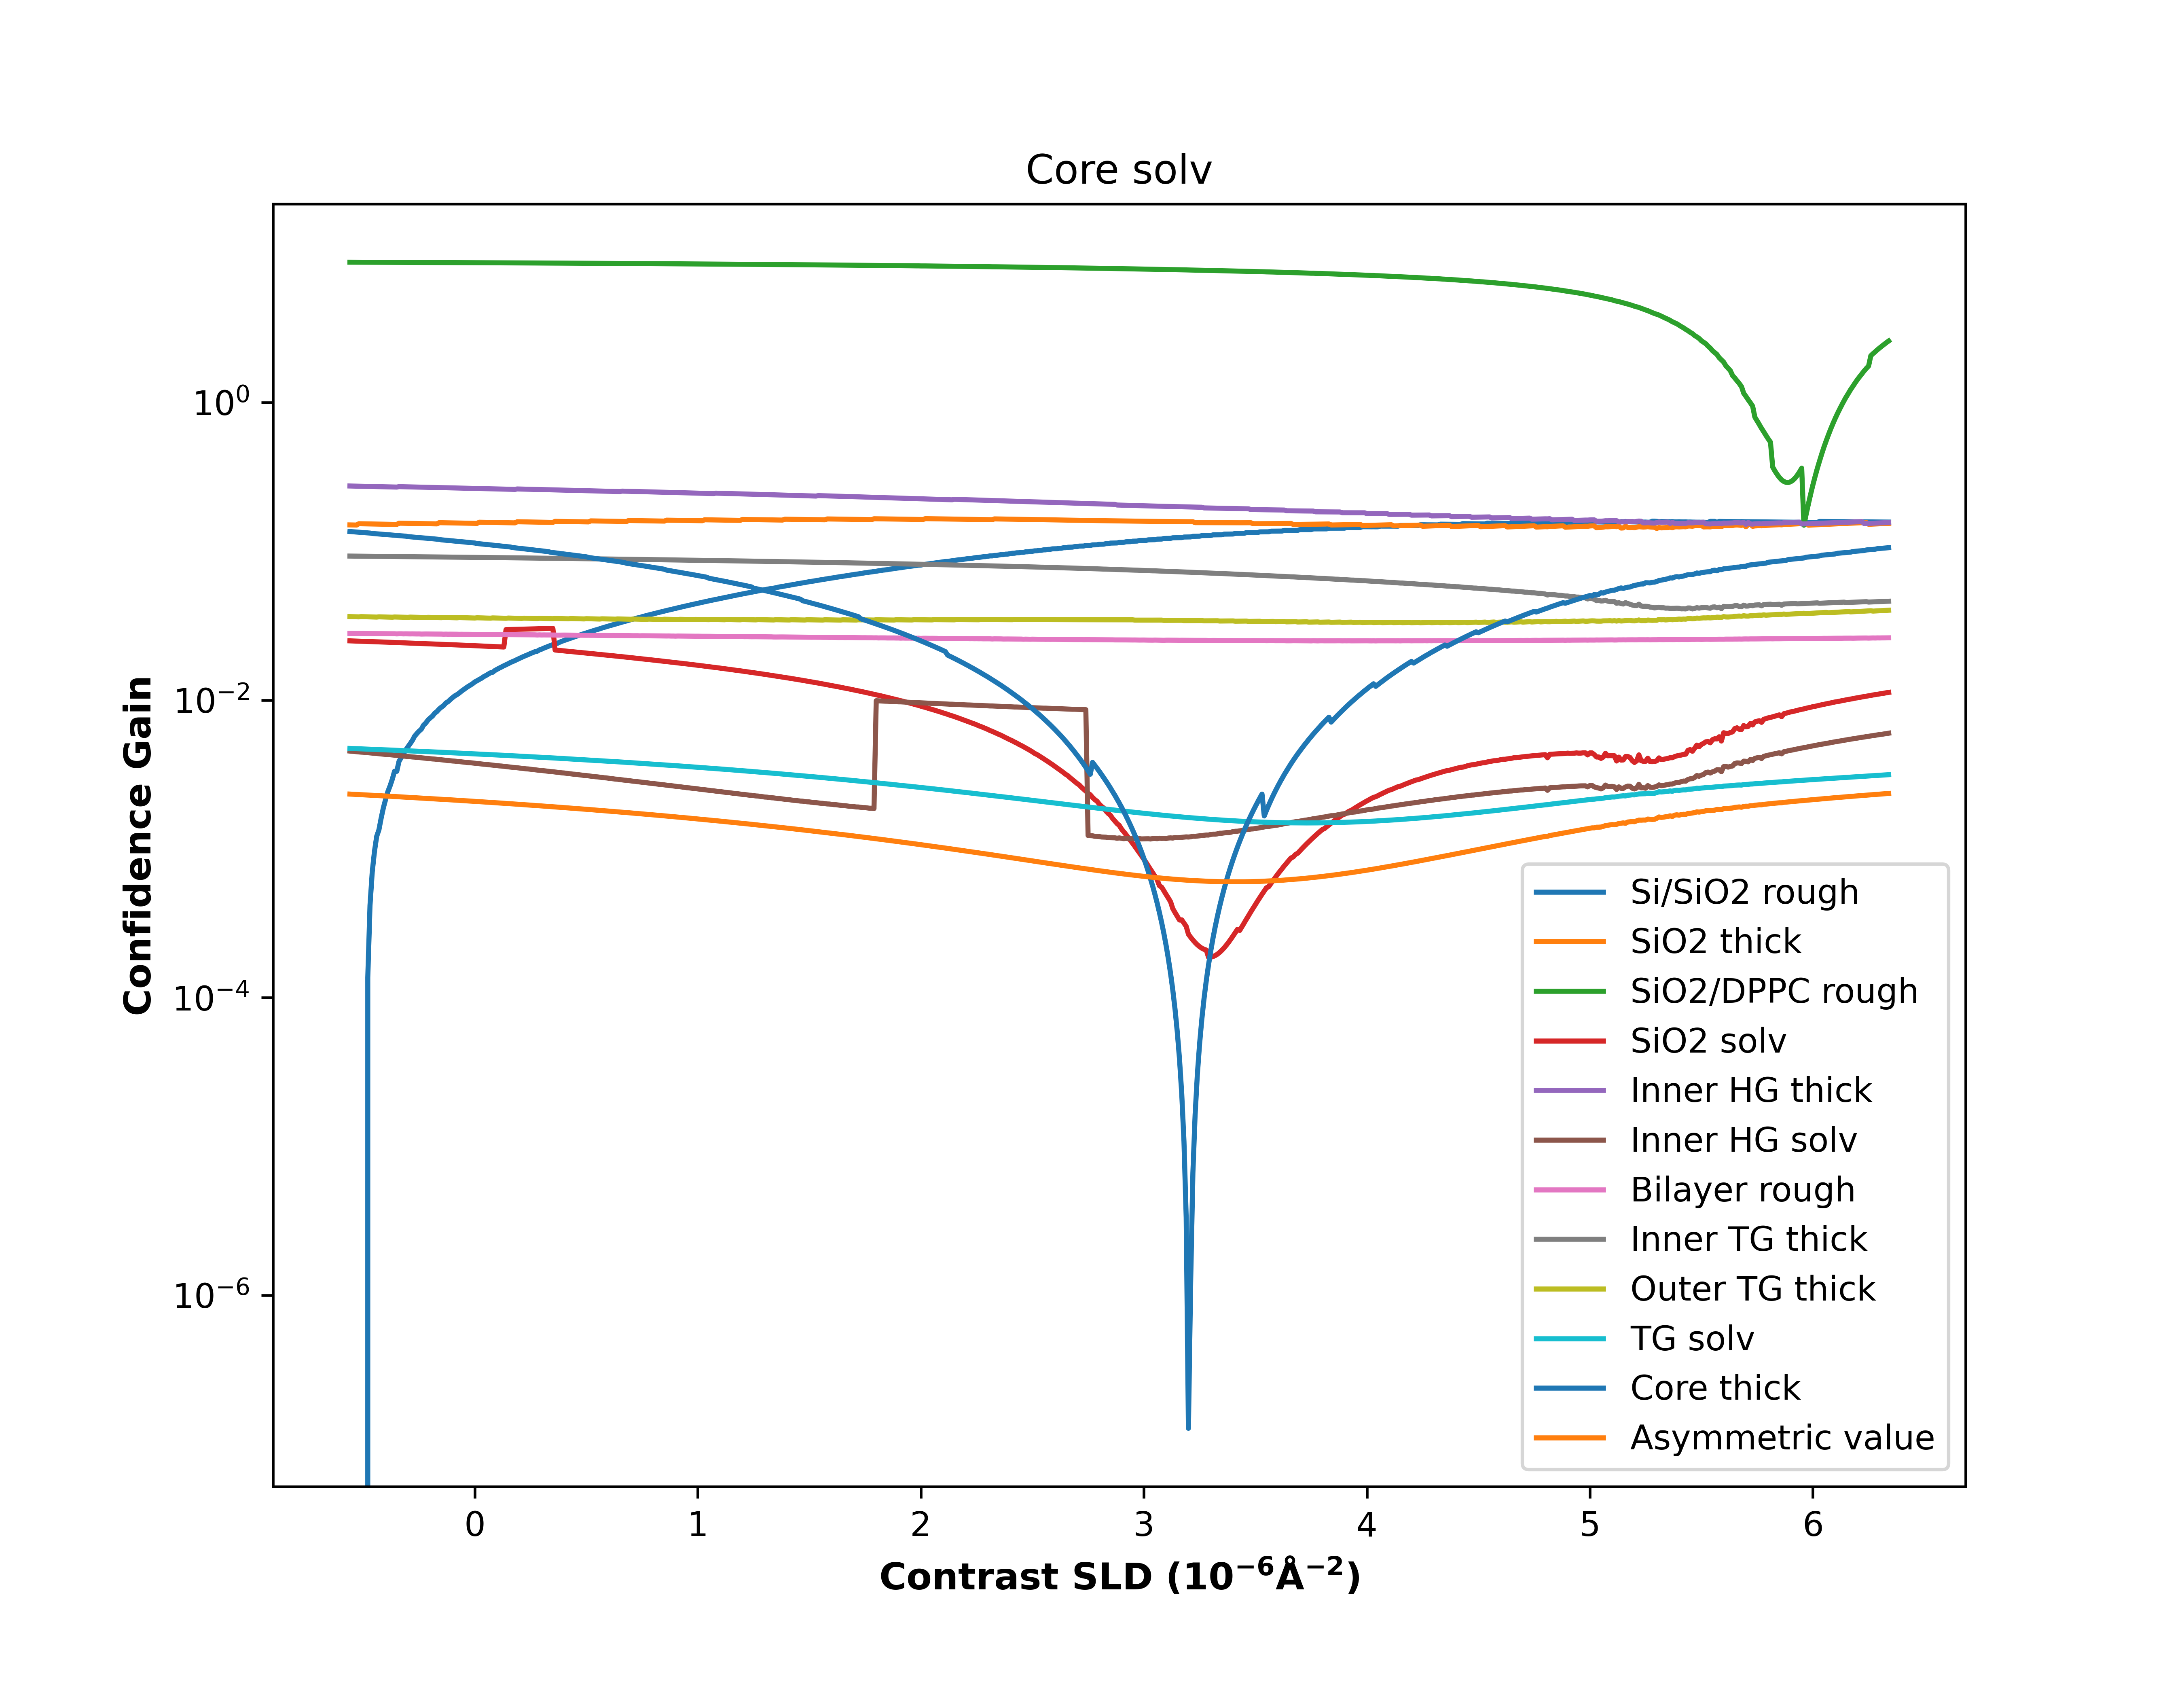 Core solv
Confidence Gain
10⁰
10⁻²
10⁻⁴
10⁻⁶
Si/SiO2 rough
SiO2 thick
SiO2/DPPC rough
SiO2 solv
Inner HG thick
Inner HG solv
Bilayer rough
Inner TG thick
Outer TG thick
TG solv
Core thick
Asymmetric value
0 1 2 3 4 5 6
Contrast SLD (10⁻⁶Å⁻²)